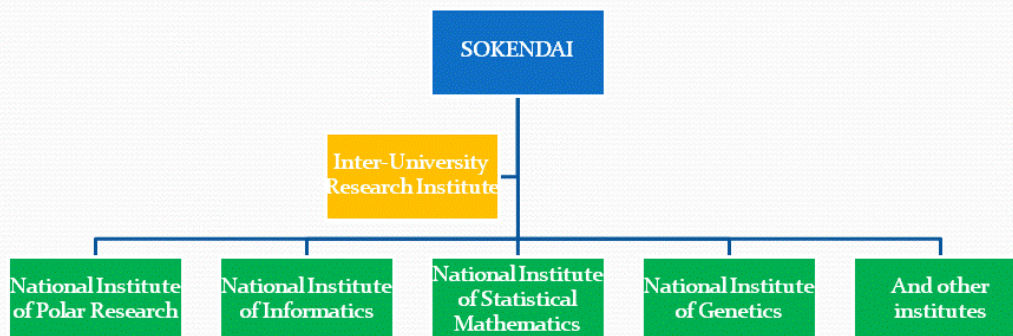 SOKENDAI
Inter-University
Research Institute
National Institute
of Polar Research
National Institute
of Informatics
National Institute
of Statistical
Mathematics
National Institute
of Genetics
And other
institutes